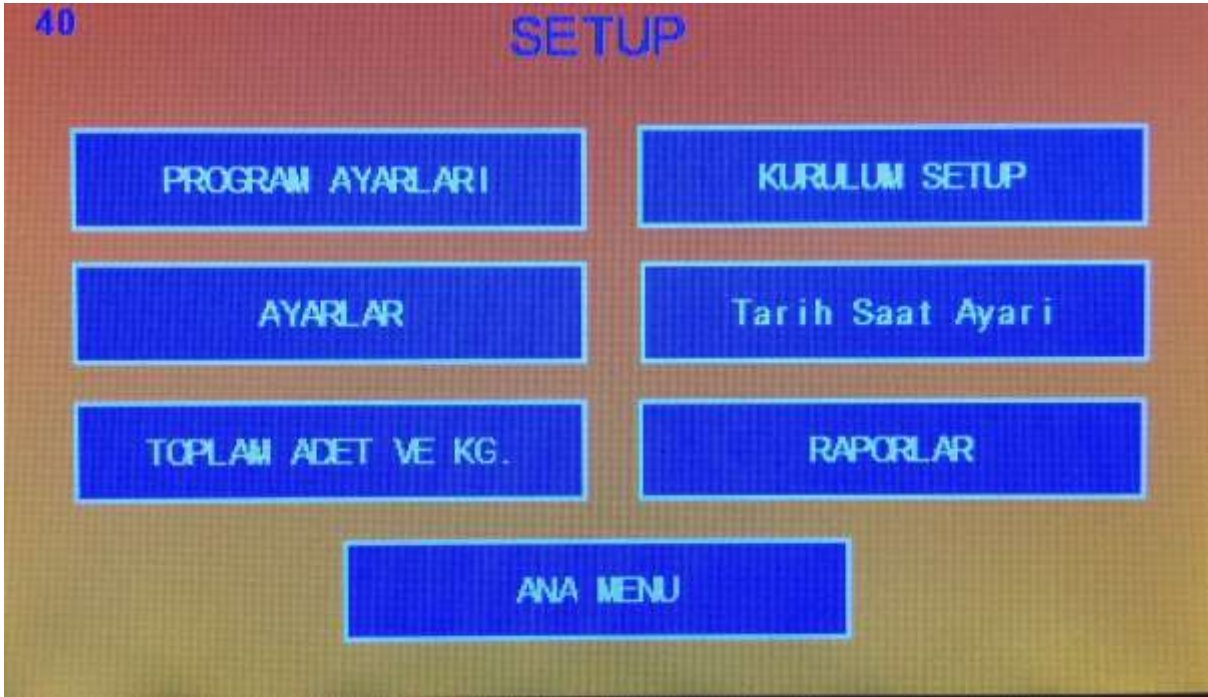 40
SETUP
PROGRAM AYARLARI
KURULUM SETUP
AYARLAR
Tarih Saat Ayari
TOPLAM ADET VE KG.
RAPORLAR
ANA MENU